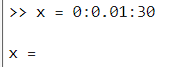 >> x = 0:0.01:30
x =